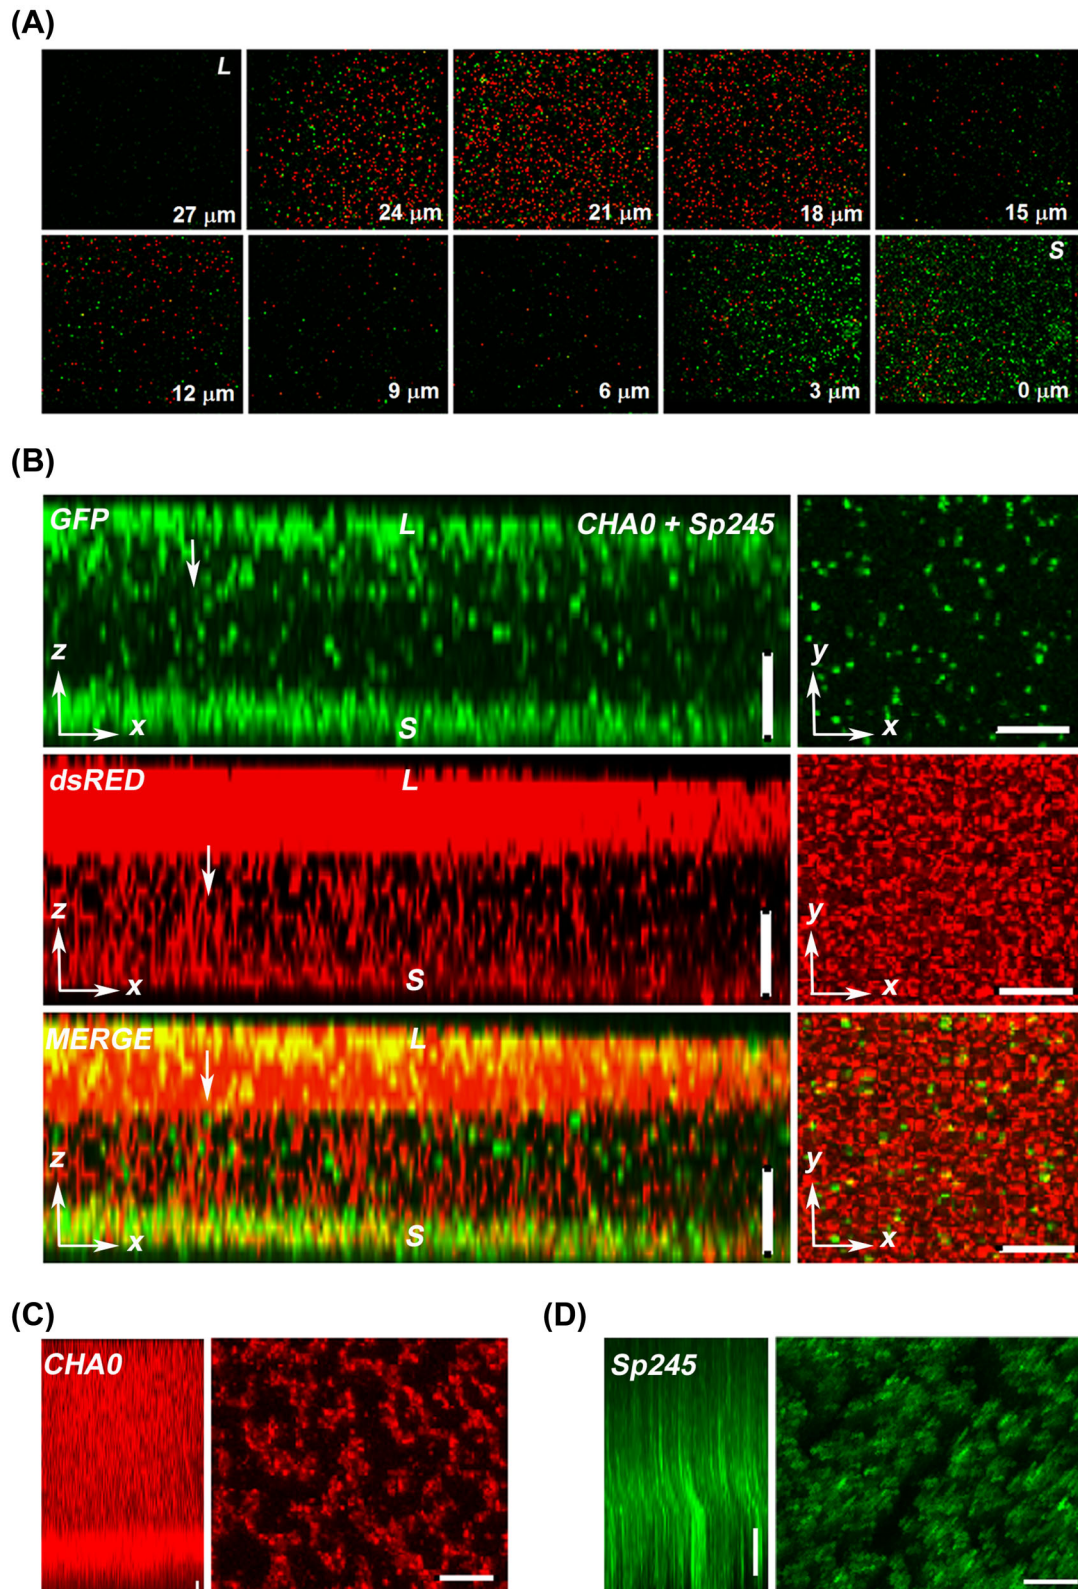 (A)
L
27 μm
24 μm
21 μm
18 μm
15 μm
S
12 μm
9 μm
6 μm
3 μm
0 μm
(B)
GFP
L
CHA0 + Sp245
z
x
S
y
x
dsRED
L
z
x
S
y
x
MERGE
L
z
x
S
y
x
(C)
(D)
CHA0
Sp245